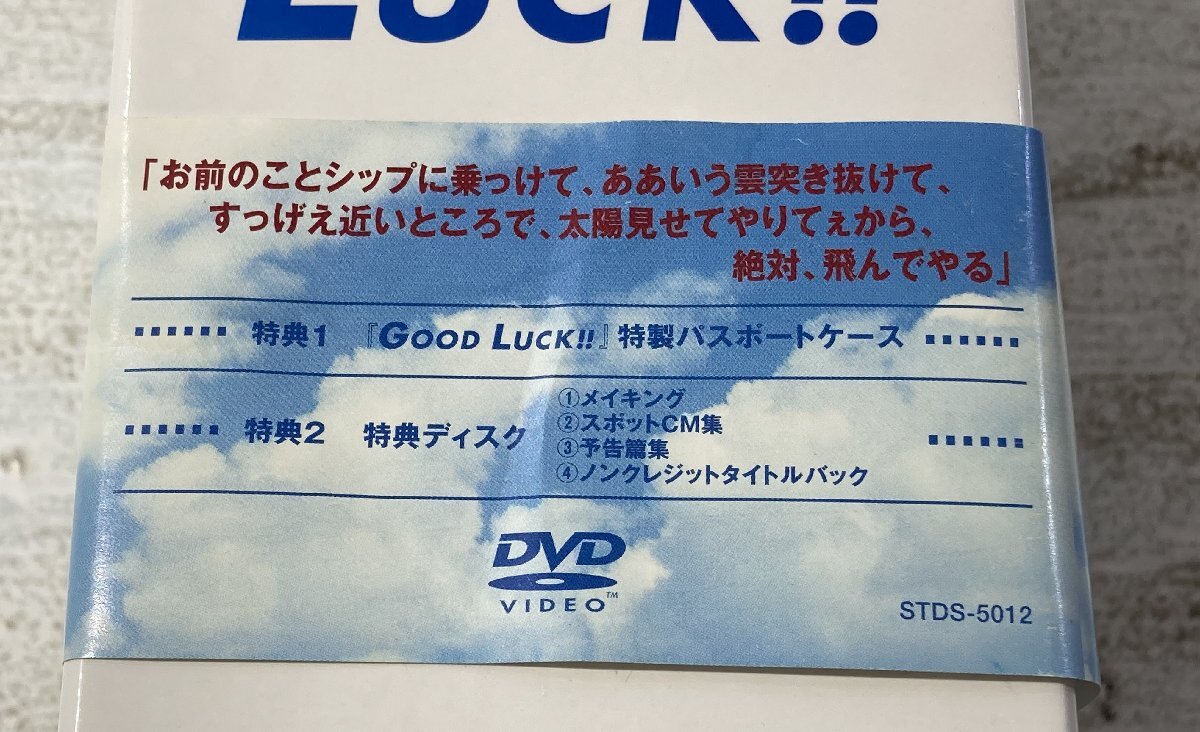 LUCK!!
「お前のことシップに乗っけて、ああいう雲突き抜けて、
すっげえ近いところで、太陽見せてやりてぇから、
絶対、飛んでやる」
特典1 『GOOD LUCK!!』特製パスポートケース
特典2 特典ディスク
①メイキング
②スポットCM集
③予告篇集
④ノンクレジットタイトルバック
DVD
VIDEO™
STDS-5012